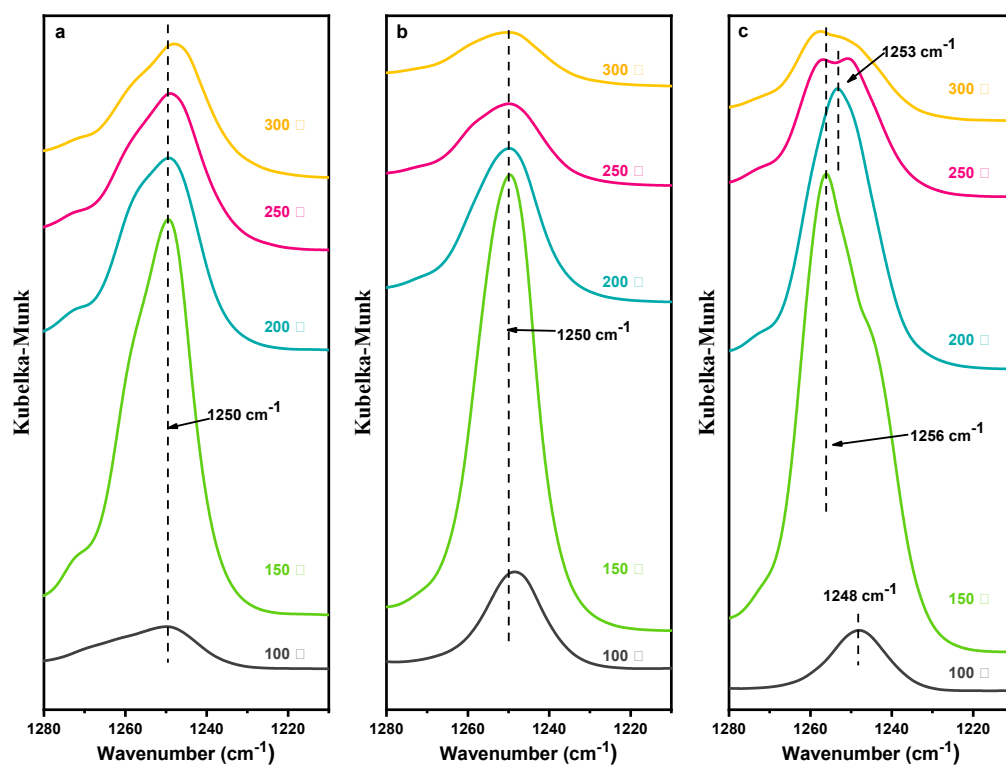 a
300 □
250 □
200 □
1250 cm-1
150 □
100 □
Kubelka-Munk
1280 1260 1240 1220
Wavenumber (cm-1)
b
300 □
250 □
200 □
1250 cm-1
150 □
100 □
Kubelka-Munk
1280 1260 1240 1220
Wavenumber (cm-1)
c
1253 cm-1
300 □
250 □
200 □
1256 cm-1
150 □
1248 cm-1
100 □
Kubelka-Munk
1280 1260 1240 1220
Wavenumber (cm-1)